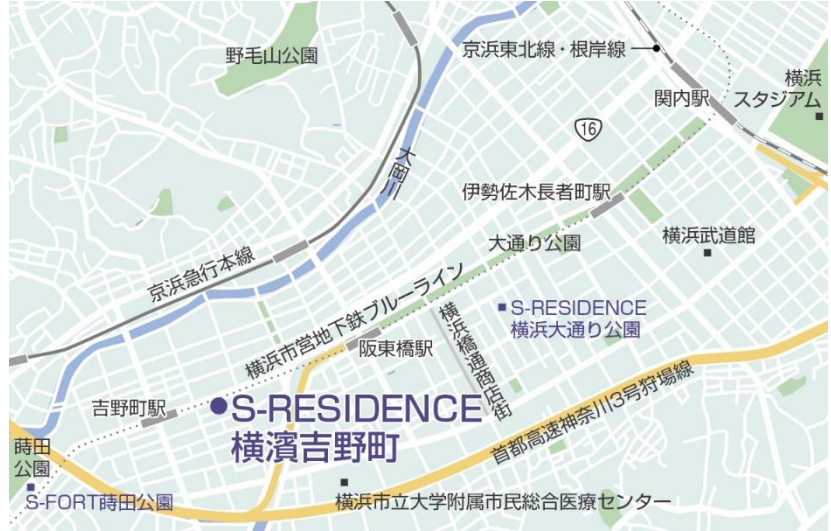 野毛山公園
京浜東北線・根岸線
横浜
スタジアム
関内駅
16
大岡川
伊勢佐木長者町駅
大通り公園
横浜武道館
京浜急行本線
横浜市営地下鉄ブルーライン
S-RESIDENCE
横浜大通り公園
横浜橋通商店街
阪東橋駅
吉野町駅
S-RESIDENCE
横濱吉野町
首都高速神奈川3号狩場線
蒔田
公園
S-FORT蒔田公園
横浜市立大学附属市民総合医療センター